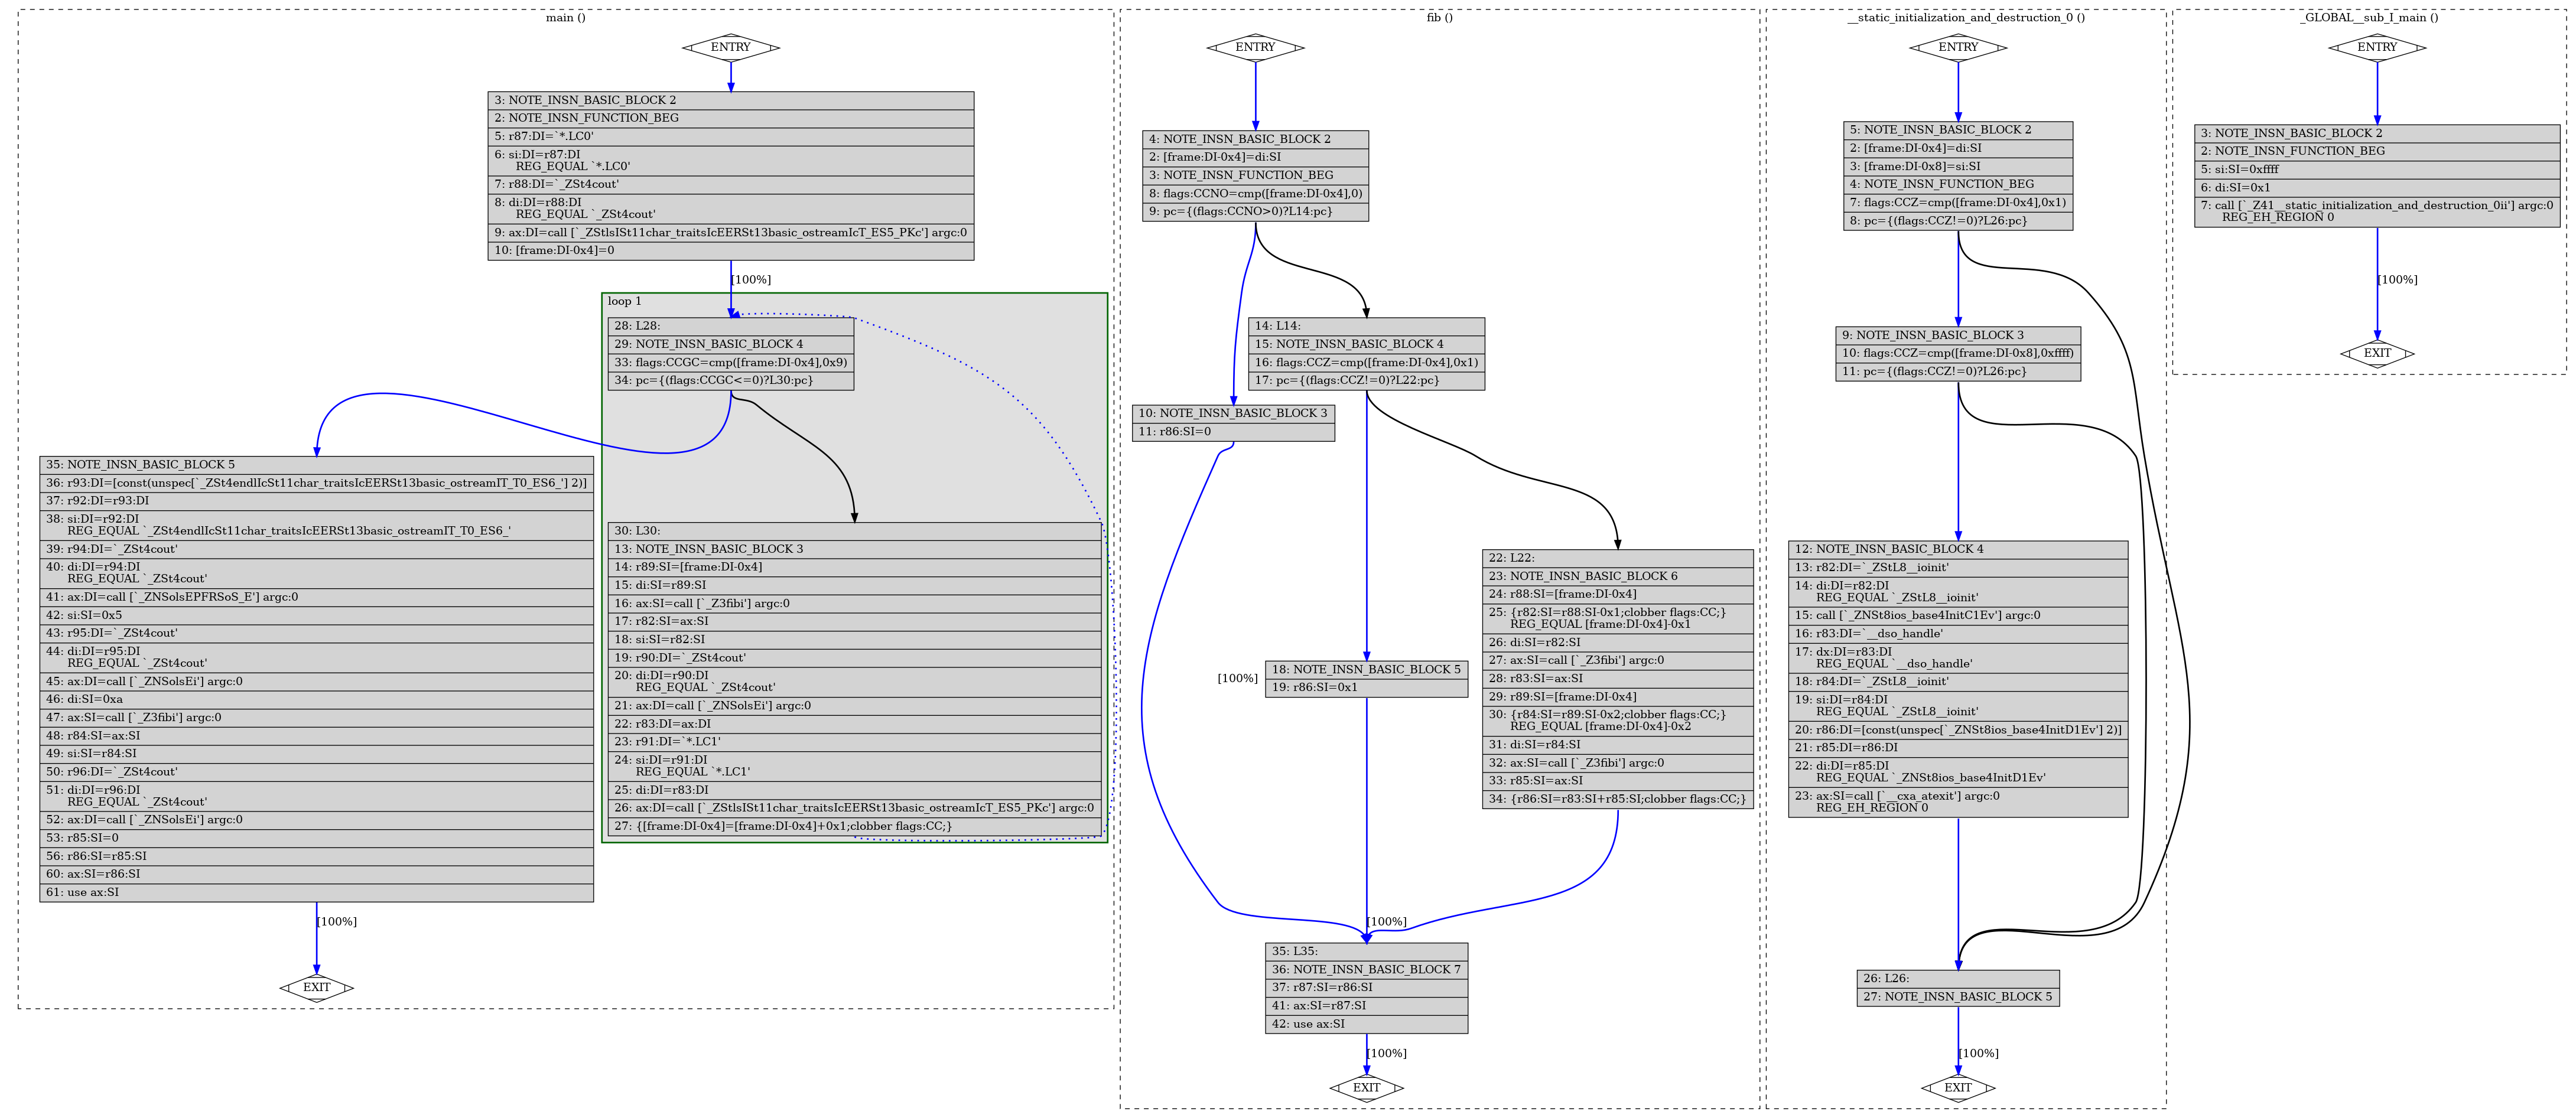 main ()
ENTRY
3: NOTE_INSN_BASIC_BLOCK 2
2: NOTE_INSN_FUNCTION_BEG
5: r87:DI=`*.LC0'
6: si:DI=r87:DI
REG_EQUAL `*.LC0'
7: r88:DI=`_ZSt4cout'
8: di:DI=r88:DI
REG_EQUAL `_ZSt4cout'
9: ax:DI=call [`_ZStlsISt11char_traitsIcEERSt13basic_ostreamIcT_ES5_PKc'] argc:0
10: [frame:DI-0x4]=0
[100%]
loop 1
28: L28:
29: NOTE_INSN_BASIC_BLOCK 4
33: flags:CCGC=cmp([frame:DI-0x4],0x9)
34: pc={(flags:CCGC<=0)?L30:pc}
35: NOTE_INSN_BASIC_BLOCK 5
36: r93:DI=[const(unspec[`_ZSt4endlIcSt11char_traitsIcEERSt13basic_ostreamIT_T0_ES6_'] 2)]
37: r92:DI=r93:DI
38: si:DI=r92:DI
REG_EQUAL `_ZSt4endlIcSt11char_traitsIcEERSt13basic_ostreamIT_T0_ES6_'
39: r94:DI=`_ZSt4cout'
40: di:DI=r94:DI
REG_EQUAL `_ZSt4cout'
41: ax:DI=call [`_ZNSolsEPFRSoS_E'] argc:0
42: si:SI=0x5
43: r95:DI=`_ZSt4cout'
44: di:DI=r95:DI
REG_EQUAL `_ZSt4cout'
45: ax:DI=call [`_ZNSolsEi'] argc:0
46: di:SI=0xa
47: ax:SI=call [`_Z3fibi'] argc:0
48: r84:SI=ax:SI
49: si:SI=r84:SI
50: r96:DI=`_ZSt4cout'
51: di:DI=r96:DI
REG_EQUAL `_ZSt4cout'
52: ax:DI=call [`_ZNSolsEi'] argc:0
53: r85:SI=0
56: r86:SI=r85:SI
60: ax:SI=r86:SI
61: use ax:SI
[100%]
EXIT
30: L30:
13: NOTE_INSN_BASIC_BLOCK 3
14: r89:SI=[frame:DI-0x4]
15: di:SI=r89:SI
16: ax:SI=call [`_Z3fibi'] argc:0
17: r82:SI=ax:SI
18: si:SI=r82:SI
19: r90:DI=`_ZSt4cout'
20: di:DI=r90:DI
REG_EQUAL `_ZSt4cout'
21: ax:DI=call [`_ZNSolsEi'] argc:0
22: r83:DI=ax:DI
23: r91:DI=`*.LC1'
24: si:DI=r91:DI
REG_EQUAL `*.LC1'
25: di:DI=r83:DI
26: ax:DI=call [`_ZStlsISt11char_traitsIcEERSt13basic_ostreamIcT_ES5_PKc'] argc:0
27: {[frame:DI-0x4]=[frame:DI-0x4]+0x1;clobber flags:CC;}
fib ()
ENTRY
4: NOTE_INSN_BASIC_BLOCK 2
2: [frame:DI-0x4]=di:SI
3: NOTE_INSN_FUNCTION_BEG
8: flags:CCNO=cmp([frame:DI-0x4],0)
9: pc={(flags:CCNO>0)?L14:pc}
14: L14:
15: NOTE_INSN_BASIC_BLOCK 4
16: flags:CCZ=cmp([frame:DI-0x4],0x1)
17: pc={(flags:CCZ!=0)?L22:pc}
10: NOTE_INSN_BASIC_BLOCK 3
11: r86:SI=0
22: L22:
23: NOTE_INSN_BASIC_BLOCK 6
24: r88:SI=[frame:DI-0x4]
25: {r82:SI=r88:SI-0x1;clobber flags:CC;}
REG_EQUAL [frame:DI-0x4]-0x1
26: di:SI=r82:SI
27: ax:SI=call [`_Z3fibi'] argc:0
28: r83:SI=ax:SI
29: r89:SI=[frame:DI-0x4]
30: {r84:SI=r89:SI-0x2;clobber flags:CC;}
REG_EQUAL [frame:DI-0x4]-0x2
31: di:SI=r84:SI
32: ax:SI=call [`_Z3fibi'] argc:0
33: r85:SI=ax:SI
34: {r86:SI=r83:SI+r85:SI;clobber flags:CC;}
[100%]
18: NOTE_INSN_BASIC_BLOCK 5
19: r86:SI=0x1
[100%]
35: L35:
36: NOTE_INSN_BASIC_BLOCK 7
37: r87:SI=r86:SI
41: ax:SI=r87:SI
42: use ax:SI
[100%]
EXIT
__static_initialization_and_destruction_0 ()
ENTRY
5: NOTE_INSN_BASIC_BLOCK 2
2: [frame:DI-0x4]=di:SI
3: [frame:DI-0x8]=si:SI
4: NOTE_INSN_FUNCTION_BEG
7: flags:CCZ=cmp([frame:DI-0x4],0x1)
8: pc={(flags:CCZ!=0)?L26:pc}
9: NOTE_INSN_BASIC_BLOCK 3
10: flags:CCZ=cmp([frame:DI-0x8],0xffff)
11: pc={(flags:CCZ!=0)?L26:pc}
12: NOTE_INSN_BASIC_BLOCK 4
13: r82:DI=`_ZStL8__ioinit'
14: di:DI=r82:DI
REG_EQUAL `_ZStL8__ioinit'
15: call [`_ZNSt8ios_base4InitC1Ev'] argc:0
16: r83:DI=`__dso_handle'
17: dx:DI=r83:DI
REG_EQUAL `__dso_handle'
18: r84:DI=`_ZStL8__ioinit'
19: si:DI=r84:DI
REG_EQUAL `_ZStL8__ioinit'
20: r86:DI=[const(unspec[`_ZNSt8ios_base4InitD1Ev'] 2)]
21: r85:DI=r86:DI
22: di:DI=r85:DI
REG_EQUAL `_ZNSt8ios_base4InitD1Ev'
23: ax:SI=call [`__cxa_atexit'] argc:0
REG_EH_REGION 0
26: L26:
27: NOTE_INSN_BASIC_BLOCK 5
[100%]
EXIT
_GLOBAL__sub_I_main ()
ENTRY
3: NOTE_INSN_BASIC_BLOCK 2
2: NOTE_INSN_FUNCTION_BEG
5: si:SI=0xffff
6: di:SI=0x1
7: call [`_Z41__static_initialization_and_destruction_0ii'] argc:0
REG_EH_REGION 0
[100%]
EXIT